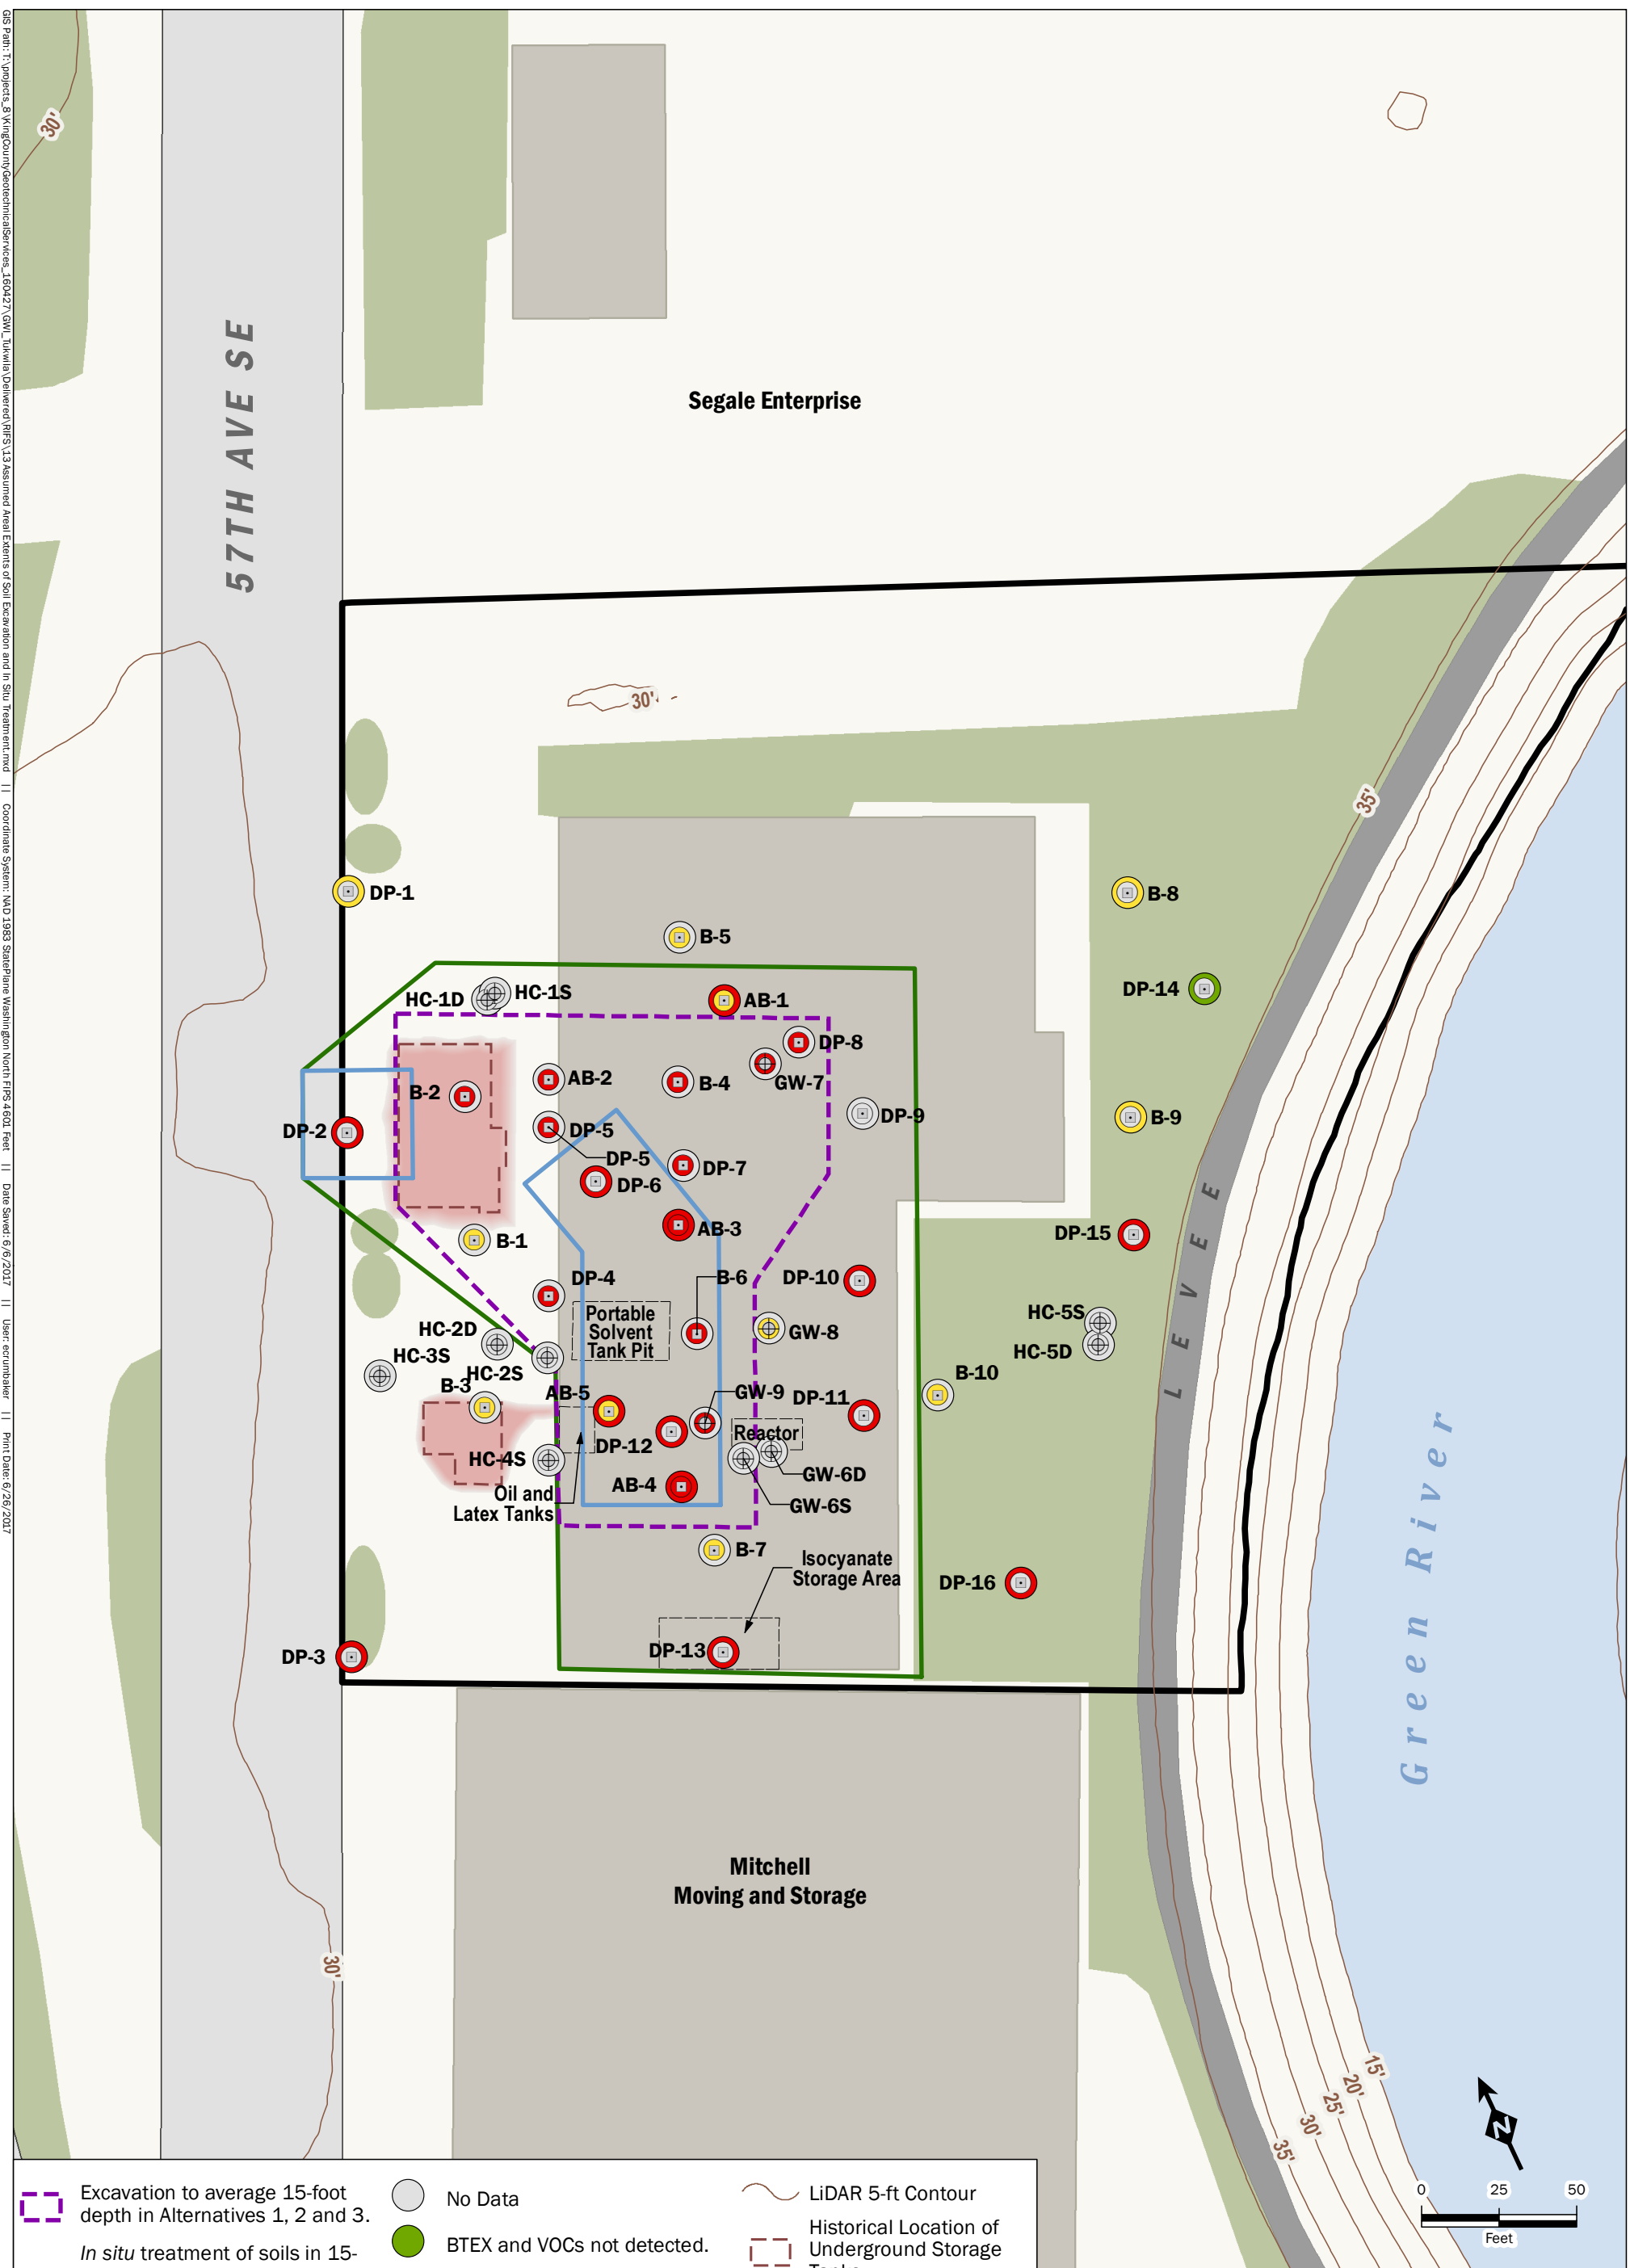 GIS Path: T:\projects_8\KingCountyGeotechnicalServices_160427\GWI_Tukwila\Delivered\RIFS\13 Assumed Areal Extents of Soil Excavation and In Situ Treatment.mxd || Coordinate System: NAD 1983 StatePlane Washington North FIPS 4601 Feet || Date Saved: 6/6/2017 || User: ecrumbaker || Print Date: 6/26/2017
30'
57TH AVE SE
Segale Enterprise
30'
35'
DP-1
B-8
B-5
DP-14
HC-1D
HC-1S
AB-1
DP-8
GW-7
AB-2
B-4
B-2
DP-9
B-9
DP-2
DP-5
DP-5
DP-7
DP-6
AB-3
B-1
DP-15
LEVEE
DP-4
B-6
DP-10
Portable
Solvent
Tank Pit
HC-5S
GW-8
HC-2D
HC-5D
HC-3S
HC-2S
B-10
B-3
AB-5
GW-9
DP-11
Reactor
DP-12
HC-4S
GW-6D
AB-4
Oil and
Latex Tanks
GW-6S
B-7
Isocyanate
Storage Area
DP-16
DP-13
DP-3
Green River
Mitchell
Moving and Storage
30'
15'
20'
25'
30'
35'
N
0 25 50
Feet
Excavation to average 15-foot
depth in Alternatives 1, 2 and 3.
In situ treatment of soils in 15-
No Data
BTEX and VOCs not detected.
LiDAR 5-ft Contour
Historical Location of
Underground Storage